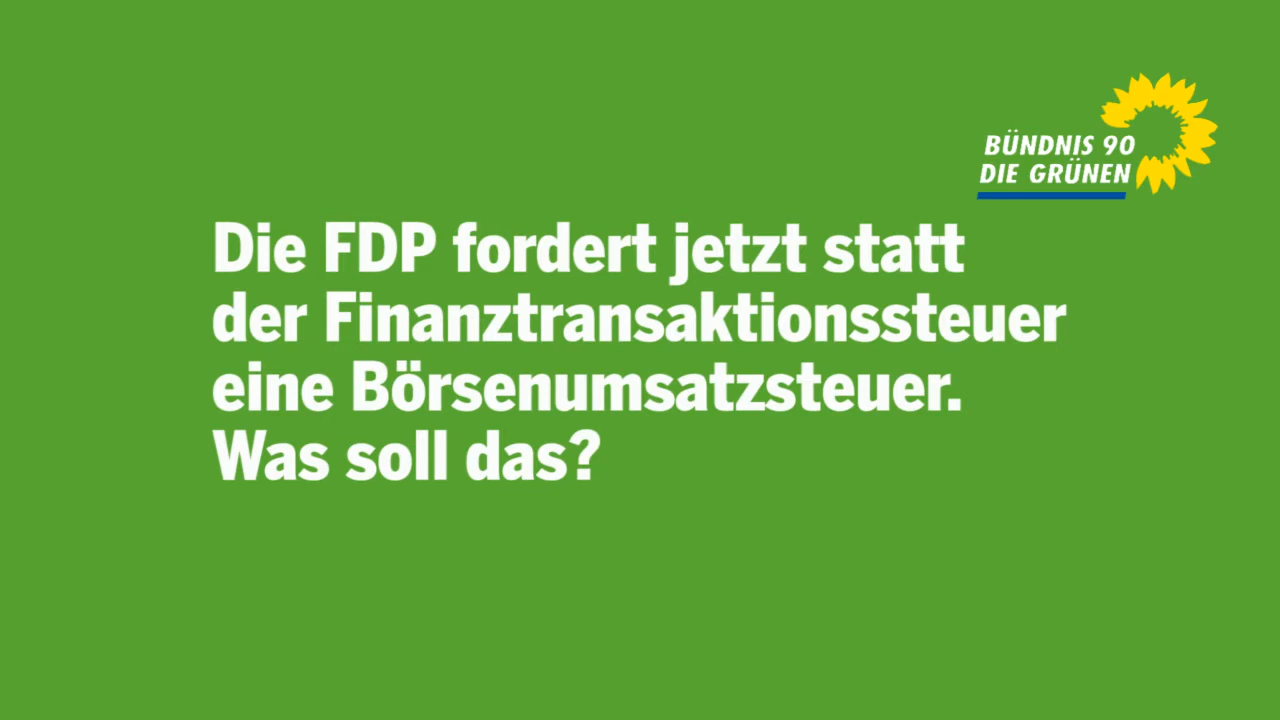 BÜNDNIS 90
DIE GRÜNEN
Die FDP fordert jetzt statt
der Finanztransaktionssteuer
eine Börsenumsatzsteuer.
Was soll das?